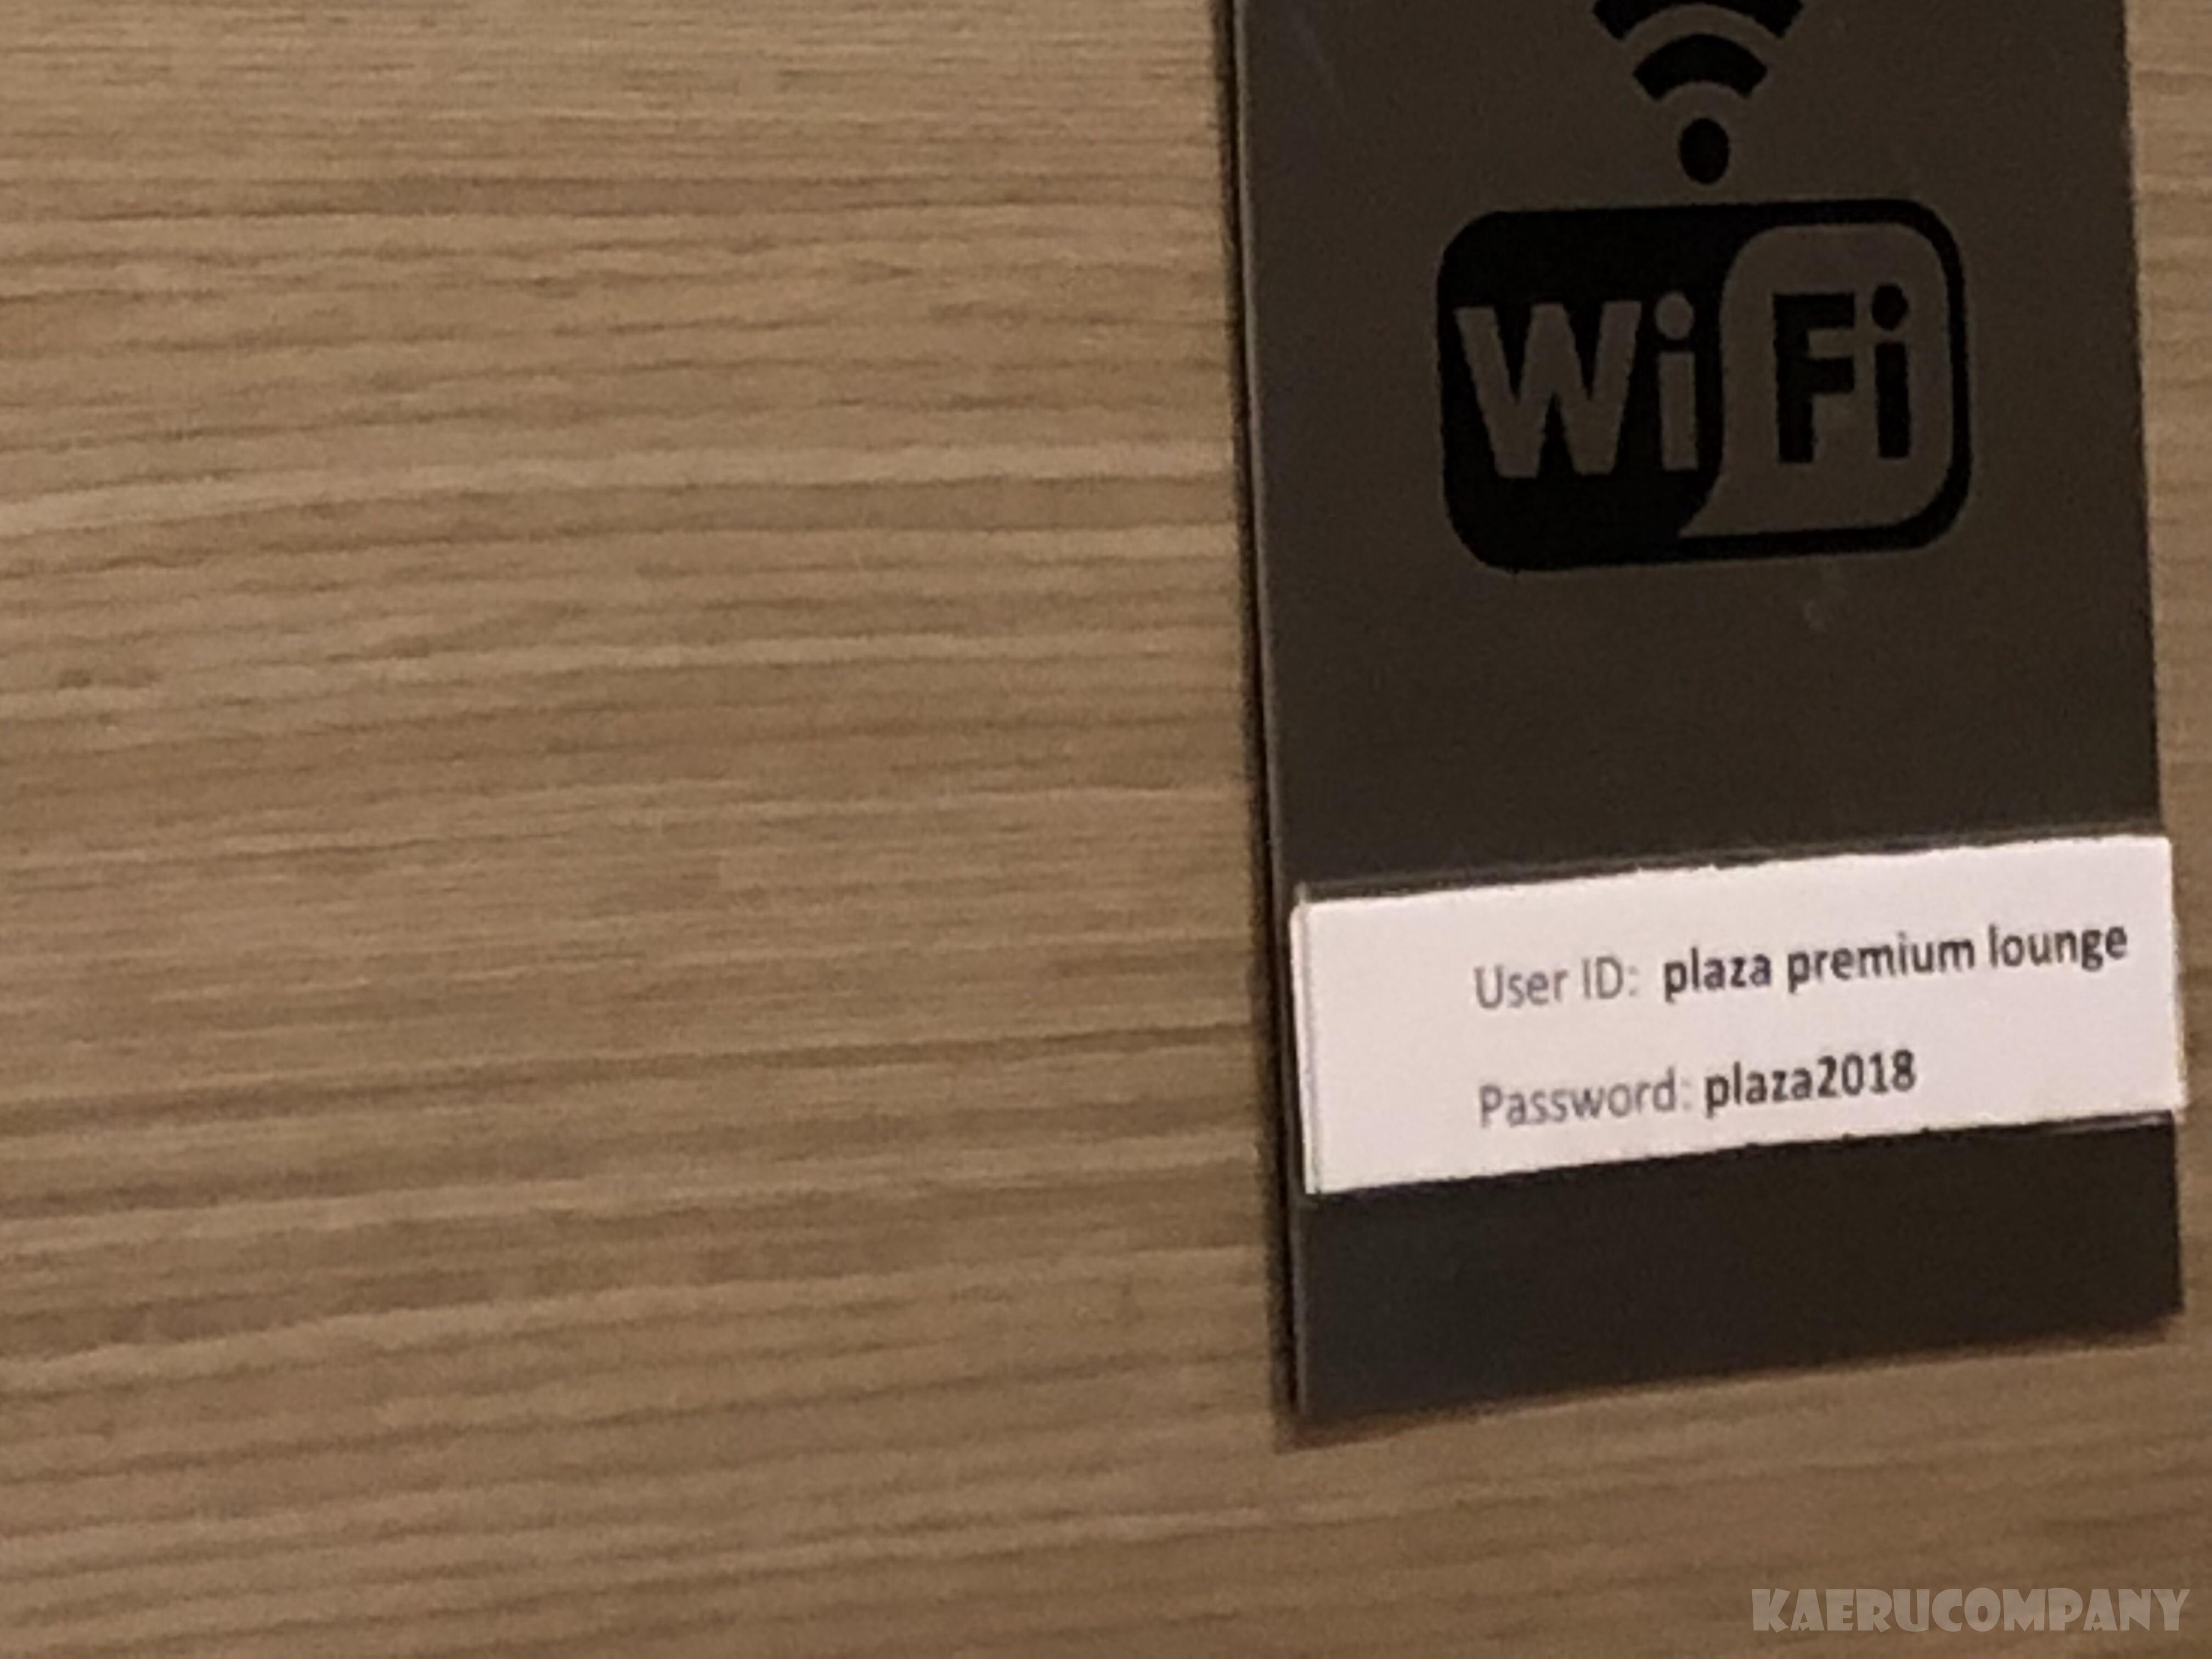 WiFi
User ID: plaza premium lounge
Password: plaza2018
KAERUCOMPANY